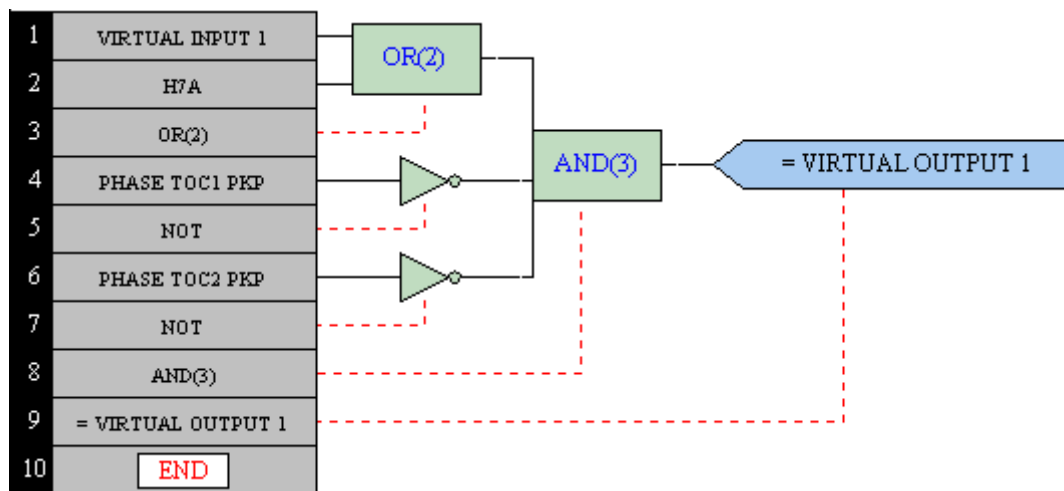 1 VIRTUAL INPUT 1
2 H7A
3 OR(2)
4 PHASE TOC1 PKP
5 NOT
6 PHASE TOC2 PKP
7 NOT
8 AND(3)
9 = VIRTUAL OUTPUT 1
10 END
OR(2)
AND(3)
= VIRTUAL OUTPUT 1